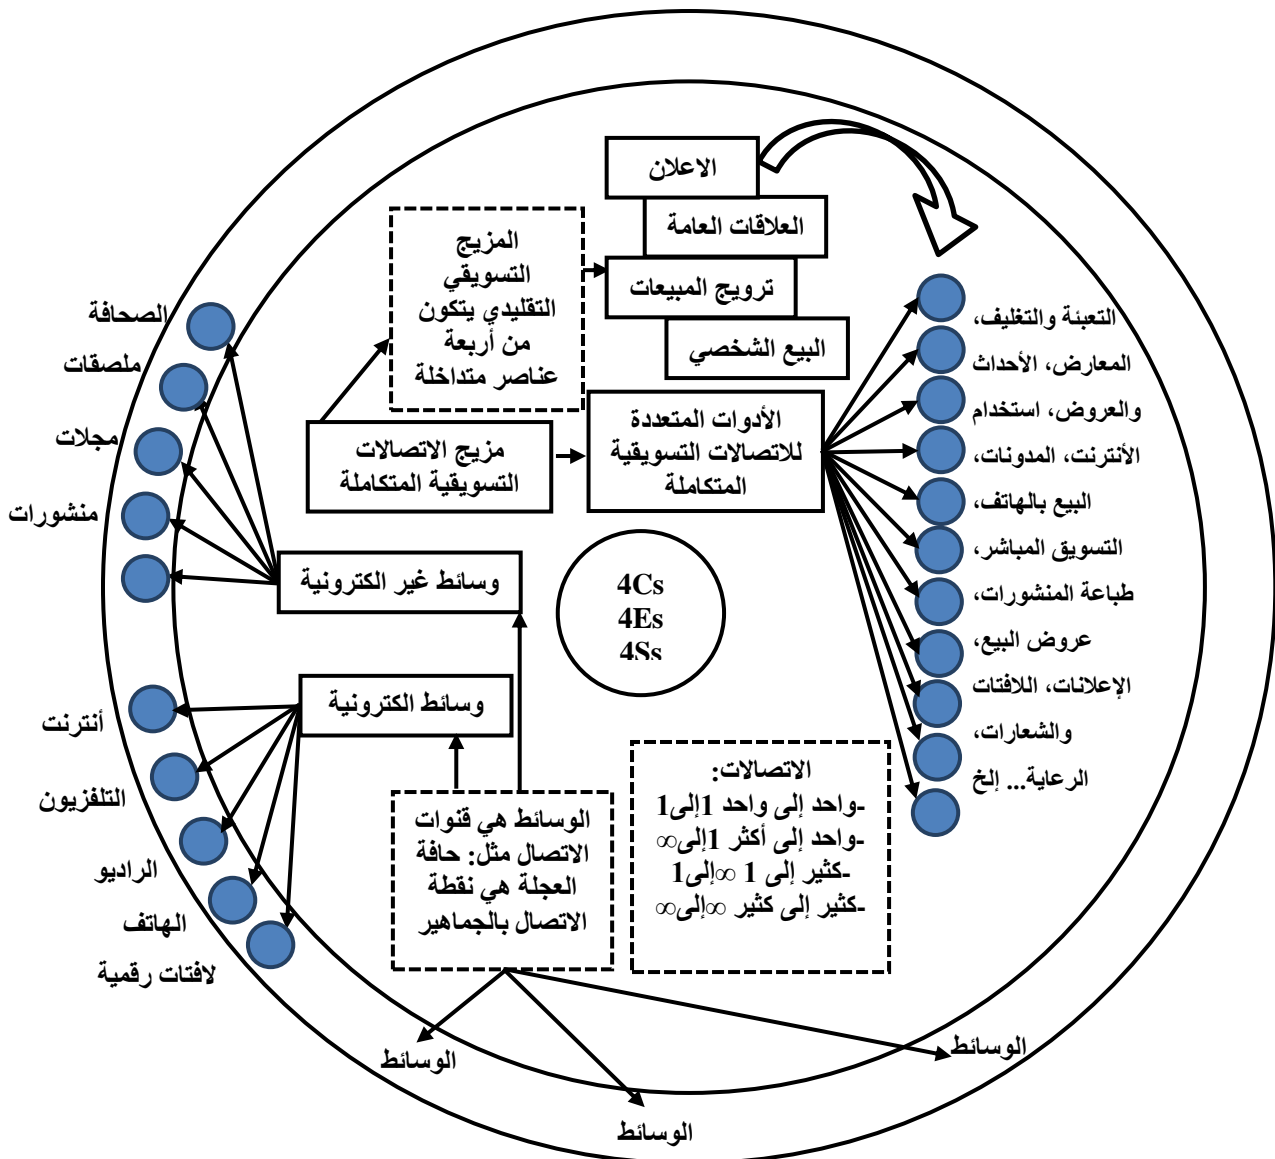 الاعلان
العلاقات العامة
ترويج المبيعات
البيع الشخصي
المزيج
التسويقي
التقليدي يتكون
من أربعة
عناصر متداخلة
مزيج الاتصالات
التسويقية المتكاملة
الأدوات المتعددة
للاتصالات التسويقية
المتكاملة
التعبئة والتغليف،
المعارض، الأحداث
والعروض، استخدام
الأنترنت، المدونات،
البيع بالهاتف،
التسويق المباشر،
طباعة المنشورات،
عروض البيع،
الإعلانات، اللافتات
والشعارات،
الرعاية... إلخ
4Cs
4Es
4Ss
وسائط غير الكترونية
الصحافة
ملصقات
مجلات
منشورات
وسائط الكترونية
أنترنت
التلفزيون
الراديو
الهاتف
لافتات رقمية
الاتصالات:
-واحد إلى واحد 1إلى1
-واحد إلى أكثر 1إلى∞
-كثير إلى 1 ∞إلى1
-كثير إلى كثير ∞إلى∞
الوسائط هي قنوات
الاتصال مثل: حافة
العجلة هي نقطة
الاتصال بالجماهير
الوسائط
الوسائط
الوسائط